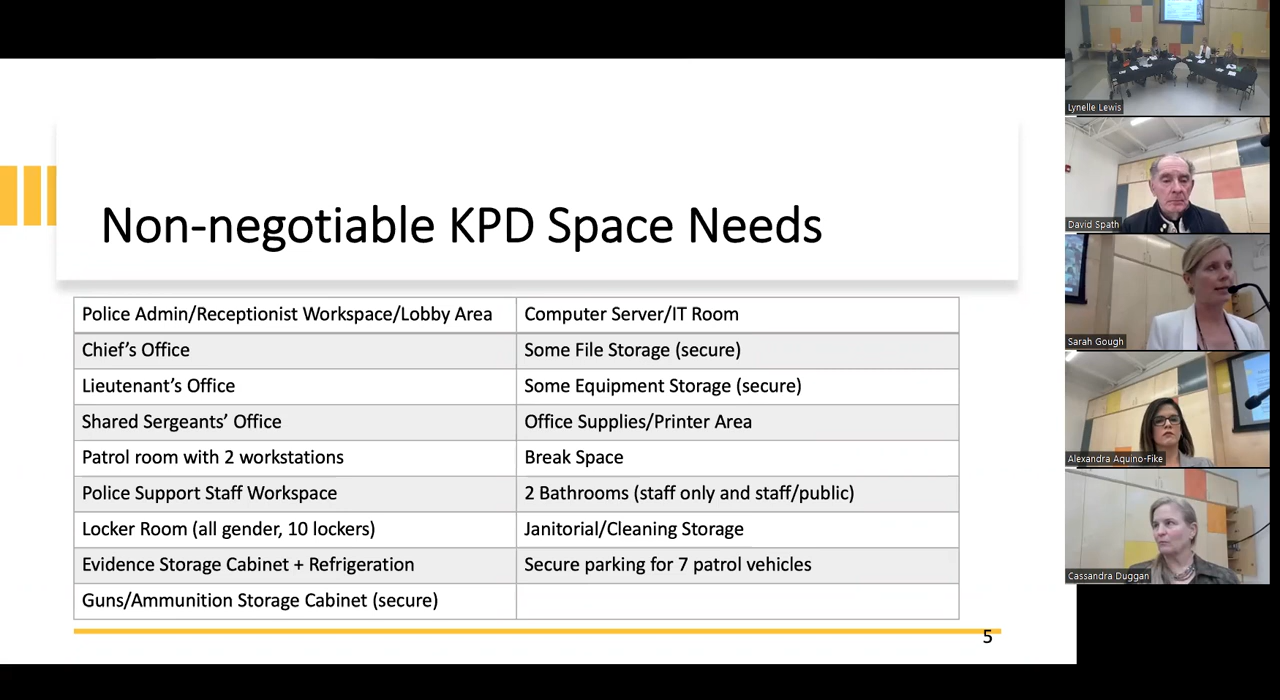 Non-negotiable KPD Space Needs
Police Admin/Receptionist Workspace/Lobby Area
Computer Server/IT Room
Chief’s Office
Some File Storage (secure)
Lieutenant’s Office
Some Equipment Storage (secure)
Shared Sergeants’ Office
Office Supplies/Printer Area
Patrol room with 2 workstations
Break Space
Police Support Staff Workspace
2 Bathrooms (staff only and staff/public)
Locker Room (all gender, 10 lockers)
Janitorial/Cleaning Storage
Evidence Storage Cabinet + Refrigeration
Secure parking for 7 patrol vehicles
Guns/Ammunition Storage Cabinet (secure)
5
Lynelle Lewis
David Spath
Sarah Gough
Alexandra Aquino-Fike
Cassandra Duggan